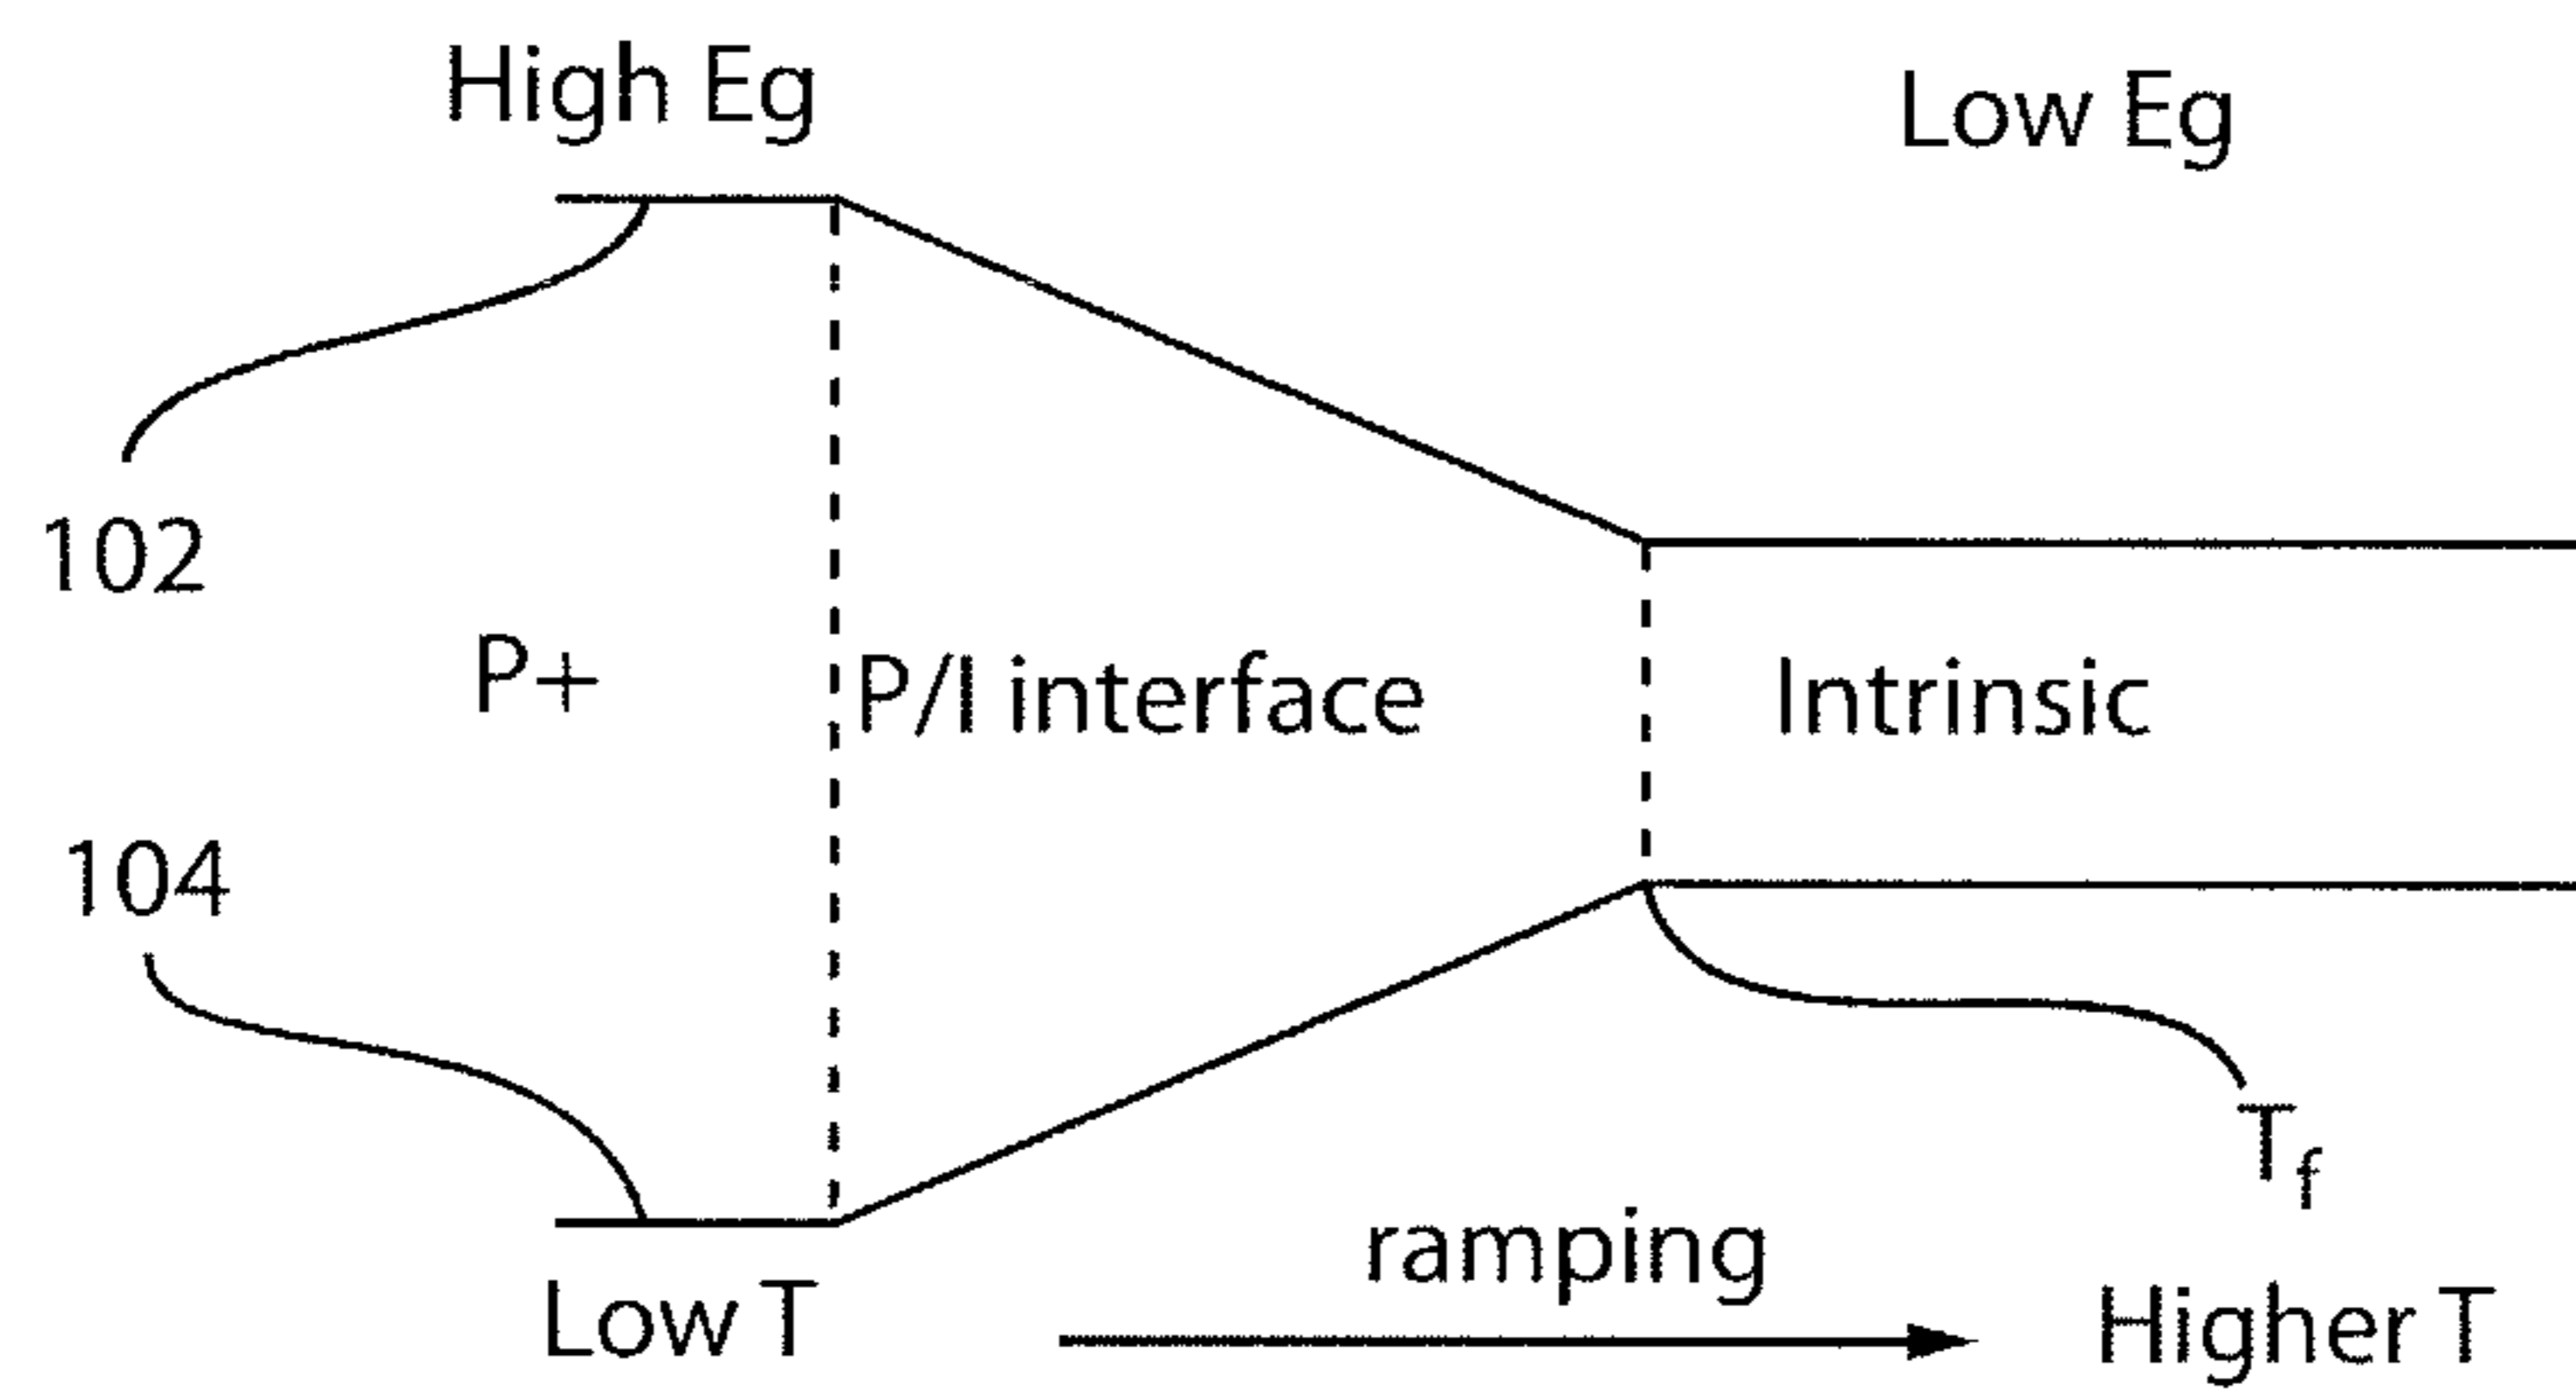 High Eg
Low Eg
102
P+
P/I interface
Intrinsic
104
Tf
ramping
Low T
Higher T